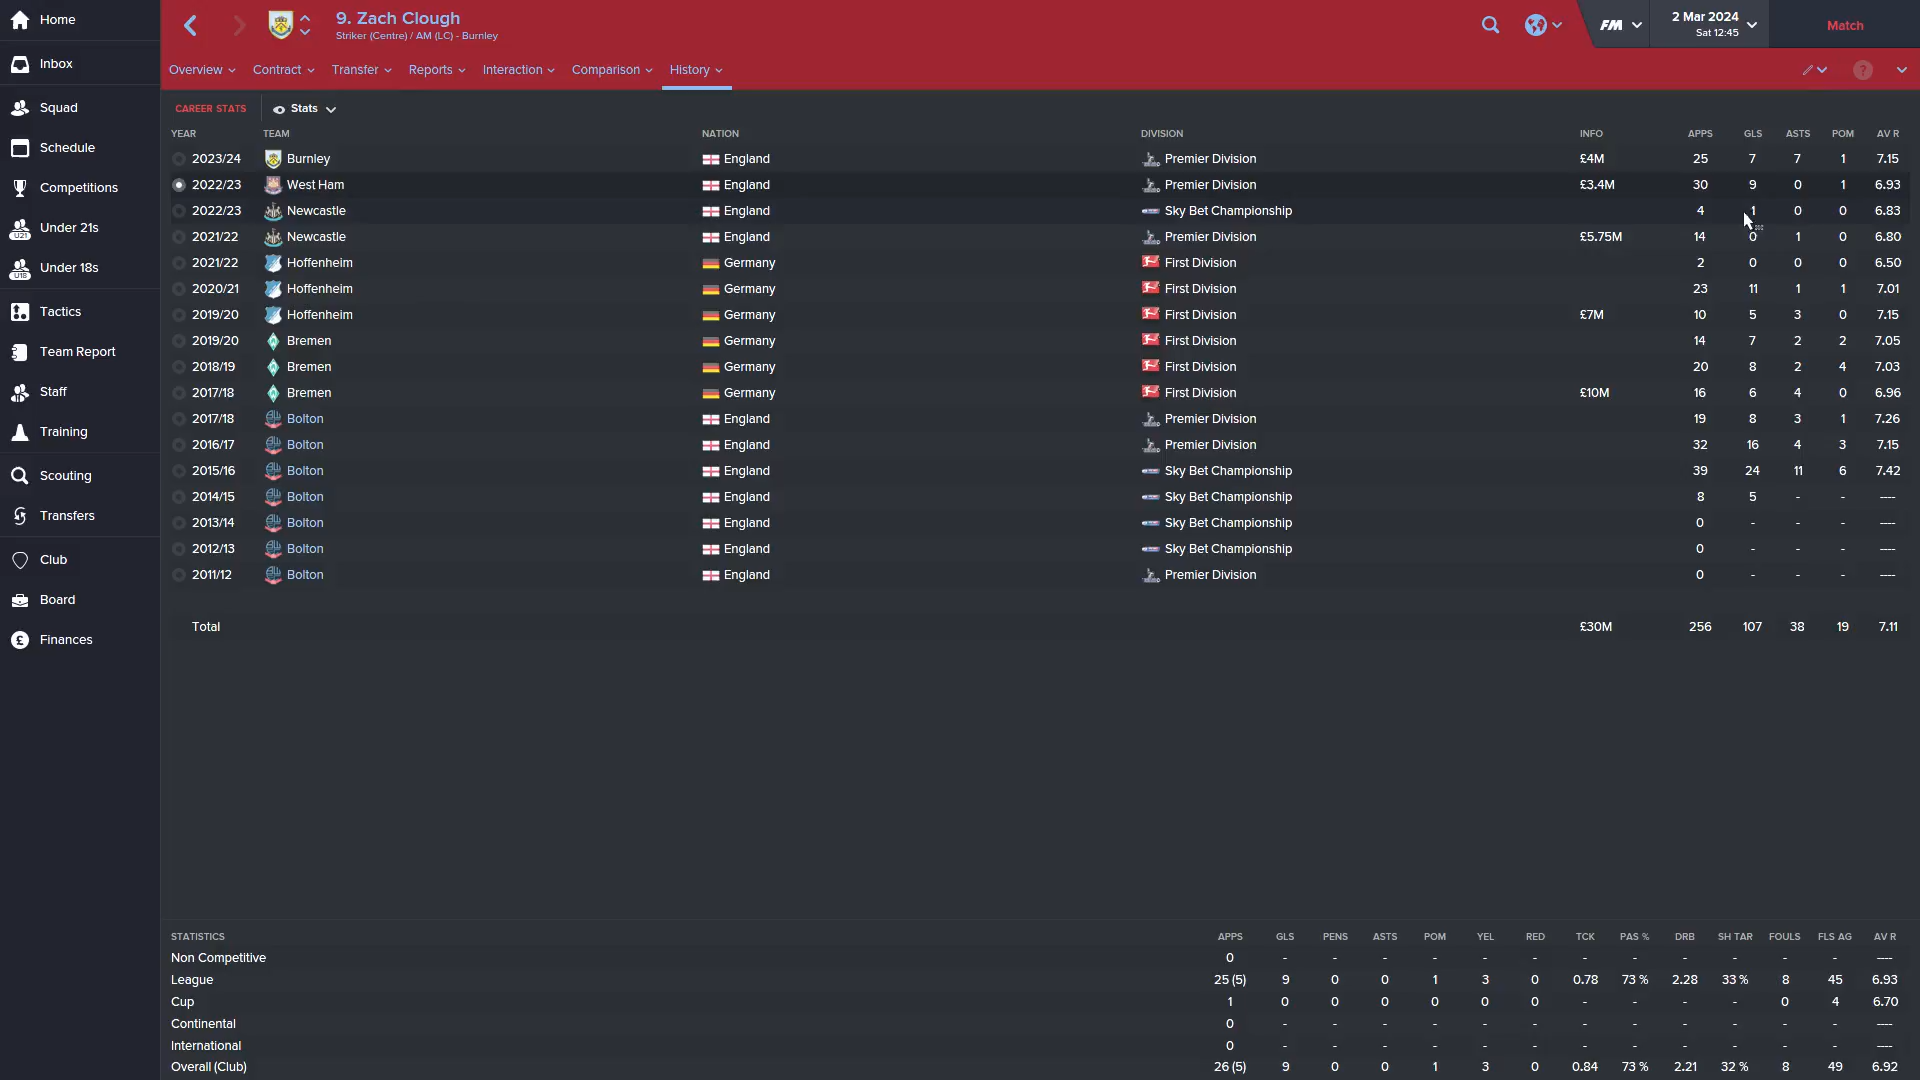 Home
Inbox
Squad
Schedule
Competitions
Under 21s
Under 18s
Tactics
Team Report
Staff
Training
Scouting
Transfers
Club
Board
Finances
9. Zach Clough
Striker (Centre) / AM (LC) - Burnley
FM
2 Mar 2024
Sat 12:45
Match
Overview Contract Transfer Reports Interaction Comparison History
CAREER STATS Stats
YEAR TEAM NATION DIVISION INFO APPS GLS ASTS POM AV R
2023/24 Burnley England Premier Division £4M 25 7 7 1 7.15
2022/23 West Ham England Premier Division £3.4M 30 9 0 1 6.93
2022/23 Newcastle England Sky Bet Championship 4 1 0 0 6.83
2021/22 Newcastle England Premier Division £5.75M 14 0 1 0 6.80
2021/22 Hoffenheim Germany First Division 2 0 0 0 6.50
2020/21 Hoffenheim Germany First Division 23 11 1 1 7.01
2019/20 Hoffenheim Germany First Division £7M 10 5 3 0 7.15
2019/20 Bremen Germany First Division 14 7 2 2 7.05
2018/19 Bremen Germany First Division 20 8 2 4 7.03
2017/18 Bremen Germany First Division £10M 16 6 4 0 6.96
2017/18 Bolton England Premier Division 19 8 3 1 7.26
2016/17 Bolton England Premier Division 32 16 4 3 7.15
2015/16 Bolton England Sky Bet Championship 39 24 11 6 7.42
2014/15 Bolton England Sky Bet Championship 8 5 - - ----
2013/14 Bolton England Sky Bet Championship 0 - - - ----
2012/13 Bolton England Sky Bet Championship 0 - - - ----
2011/12 Bolton England Premier Division 0 - - - ----
Total £30M 256 107 38 19 7.11
STATISTICS APPS GLS PENS ASTS POM YEL RED TCK PAS % DRB SH TAR FOULS FLS AG AV R
Non Competitive 0 - - - - - - - - - - - - ----
League 25 (5) 9 0 0 1 3 0 0.78 73 % 2.28 33 % 8 45 6.93
Cup 1 0 0 0 0 0 0 - - - - 0 4 6.70
Continental 0 - - - - - - - - - - - - ----
International 0 - - - - - - - - - - - - ----
Overall (Club) 26 (5) 9 0 0 1 3 0 0.84 73 % 2.21 32 % 8 49 6.92